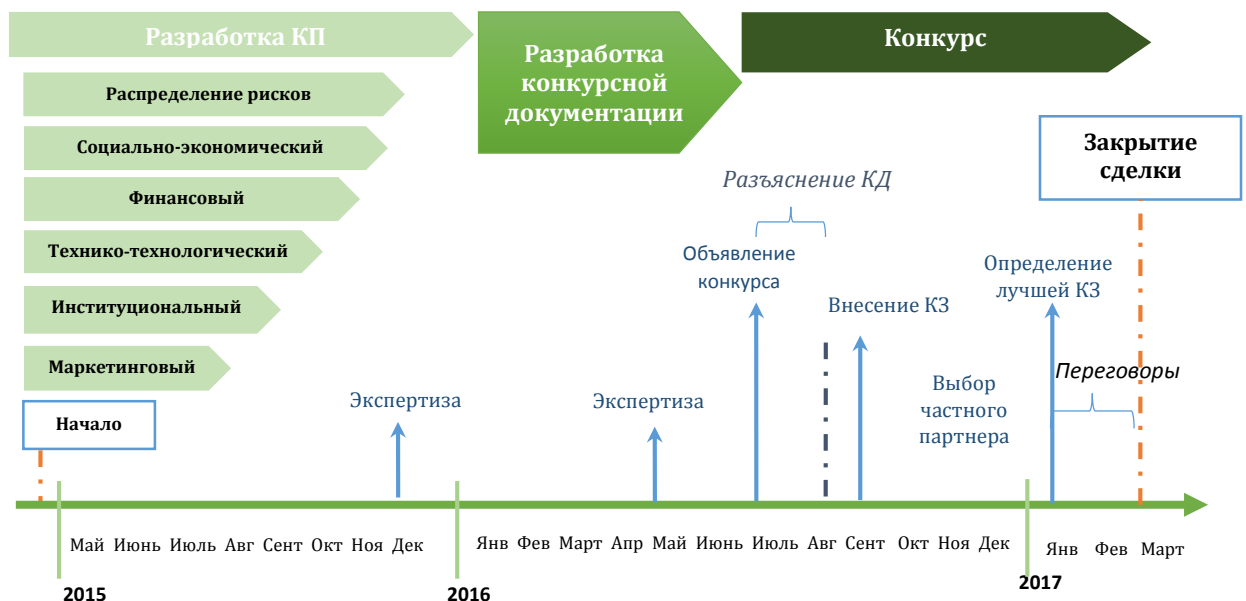 Разработка КП
Разработка
конкурсной
документации
Конкурс
Распределение рисков
Социально-экономический
Финансовый
Технико-технологический
Институциональный
Маркетинговый
Начало
Закрытие
сделки
Разъяснение КД
Объявление
конкурса
Определение
лучшей КЗ
Внесение КЗ
Переговоры
Выбор
частного
партнера
Экспертиза
Экспертиза
Май Июнь Июль Авг Сент Окт Ноя Дек
Янв Фев Март Апр Май Июнь Июль Авг Сент Окт Ноя Дек
Янв Фев Март
2015
2016
2017